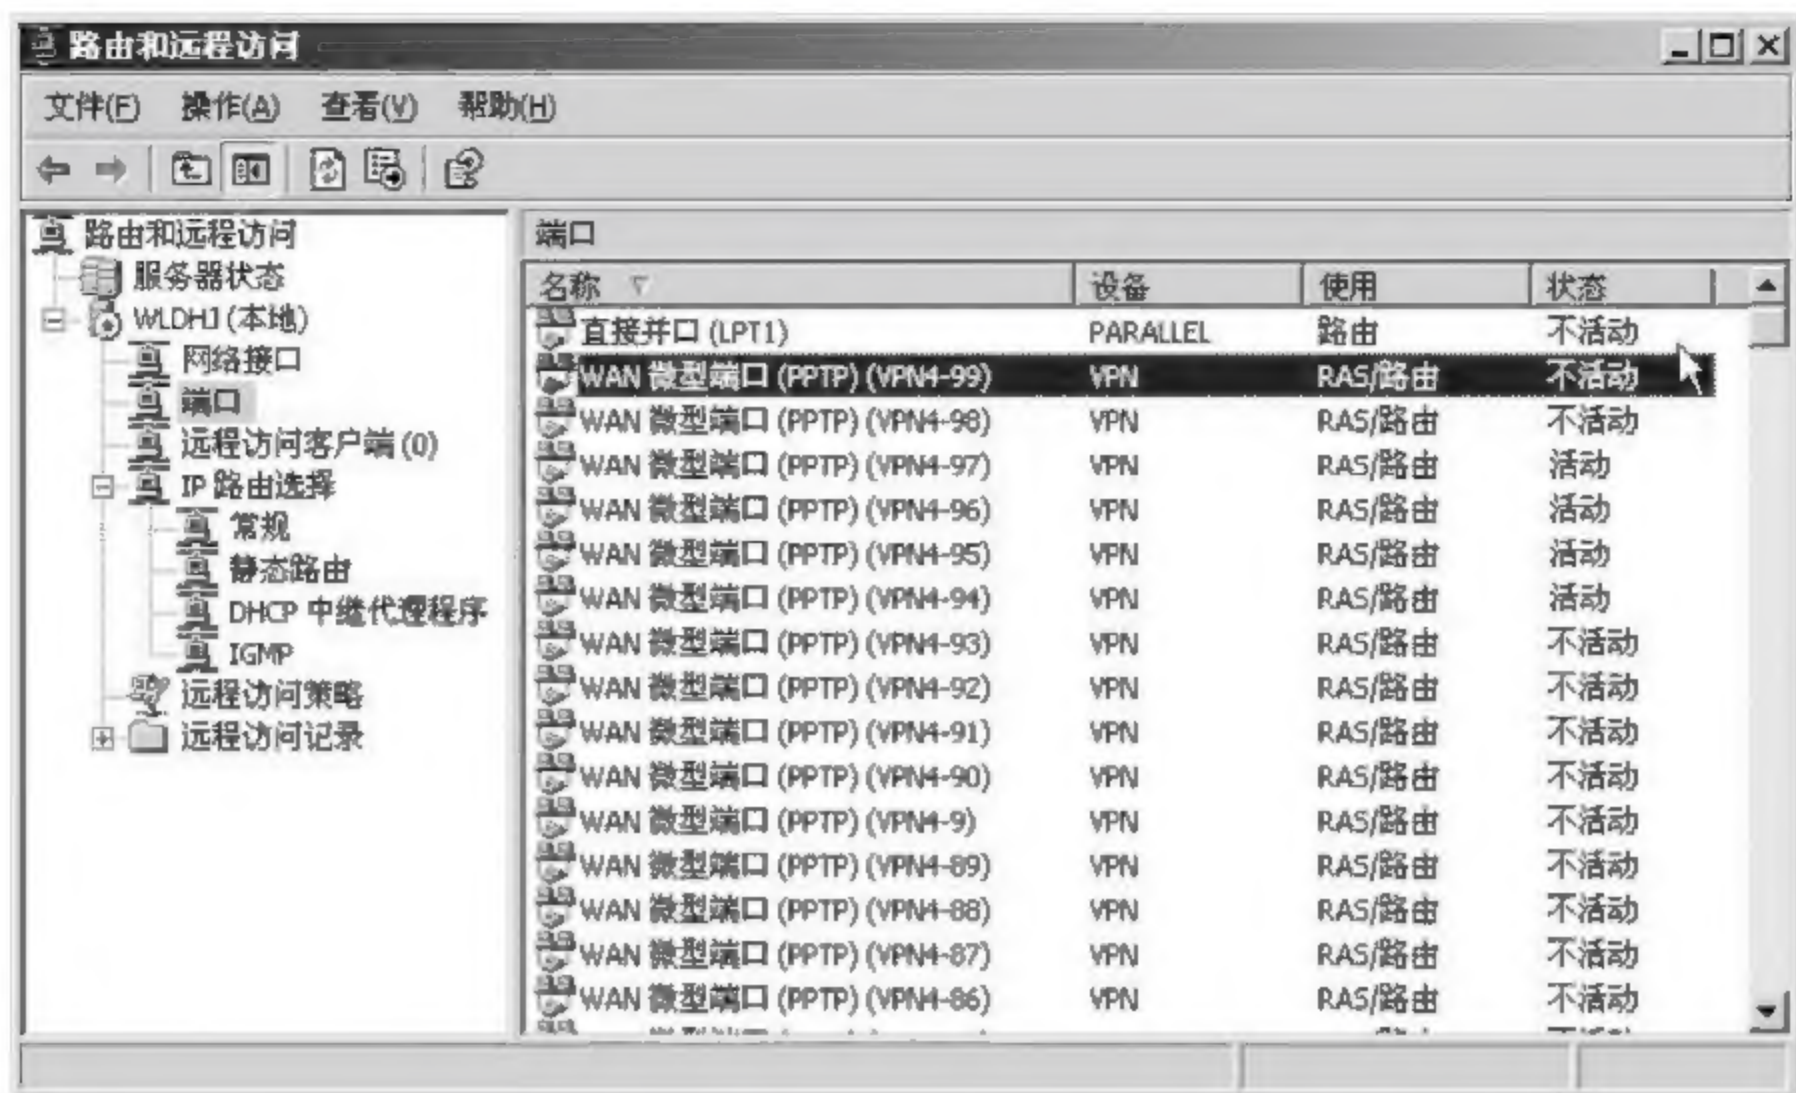 路由和远程访问
文件(F) 操作(A) 查看(V) 帮助(H)
路由和远程访问
服务器状态
WLDHJ (本地)
网络接口
端口
远程访问客户端 (0)
IP 路由选择
常规
静态路由
DHCP 中继代理程序
IGMP
远程访问策略
远程访问记录
端口
名称 设备 使用 状态
直接并口 (LPT1) PARALLEL 路由 不活动
WAN 微型端口 (PPTP) (VPN4-99) VPN RAS/路由 不活动
WAN 微型端口 (PPTP) (VPN4-98) VPN RAS/路由 不活动
WAN 微型端口 (PPTP) (VPN4-97) VPN RAS/路由 活动
WAN 微型端口 (PPTP) (VPN4-96) VPN RAS/路由 活动
WAN 微型端口 (PPTP) (VPN4-95) VPN RAS/路由 活动
WAN 微型端口 (PPTP) (VPN4-94) VPN RAS/路由 活动
WAN 微型端口 (PPTP) (VPN4-93) VPN RAS/路由 不活动
WAN 微型端口 (PPTP) (VPN4-92) VPN RAS/路由 不活动
WAN 微型端口 (PPTP) (VPN4-91) VPN RAS/路由 不活动
WAN 微型端口 (PPTP) (VPN4-90) VPN RAS/路由 不活动
WAN 微型端口 (PPTP) (VPN4-9) VPN RAS/路由 不活动
WAN 微型端口 (PPTP) (VPN4-89) VPN RAS/路由 不活动
WAN 微型端口 (PPTP) (VPN4-88) VPN RAS/路由 不活动
WAN 微型端口 (PPTP) (VPN4-87) VPN RAS/路由 不活动
WAN 微型端口 (PPTP) (VPN4-86) VPN RAS/路由 不活动